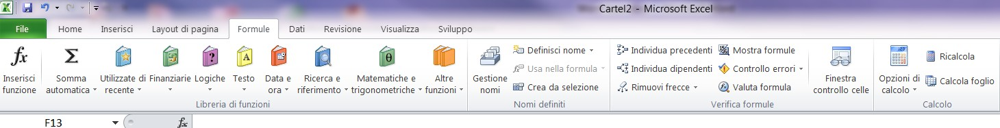 Cartel2 - Microsoft Excel
File Home Inserisci Layout di pagina Formule Dati Revisione Visualizza Sviluppo
fx Inserisci funzione
Σ Somma automatica
Utilizzate di recente
Finanziarie
Logiche
Testo
Data e ora
Ricerca e riferimento
Matematiche e trigonometriche
Altre funzioni
Libreria di funzioni
Gestione nomi
Definisci nome
Usa nella formula
Crea da selezione
Nomi definiti
Individua precedenti
Individua dipendenti
Rimuovi frecce
Mostra formule
Controllo errori
Valuta formula
Finestra controllo celle
Verifica formule
Opzioni di calcolo
Ricalcola
Calcola foglio
Calcolo
F13
fx